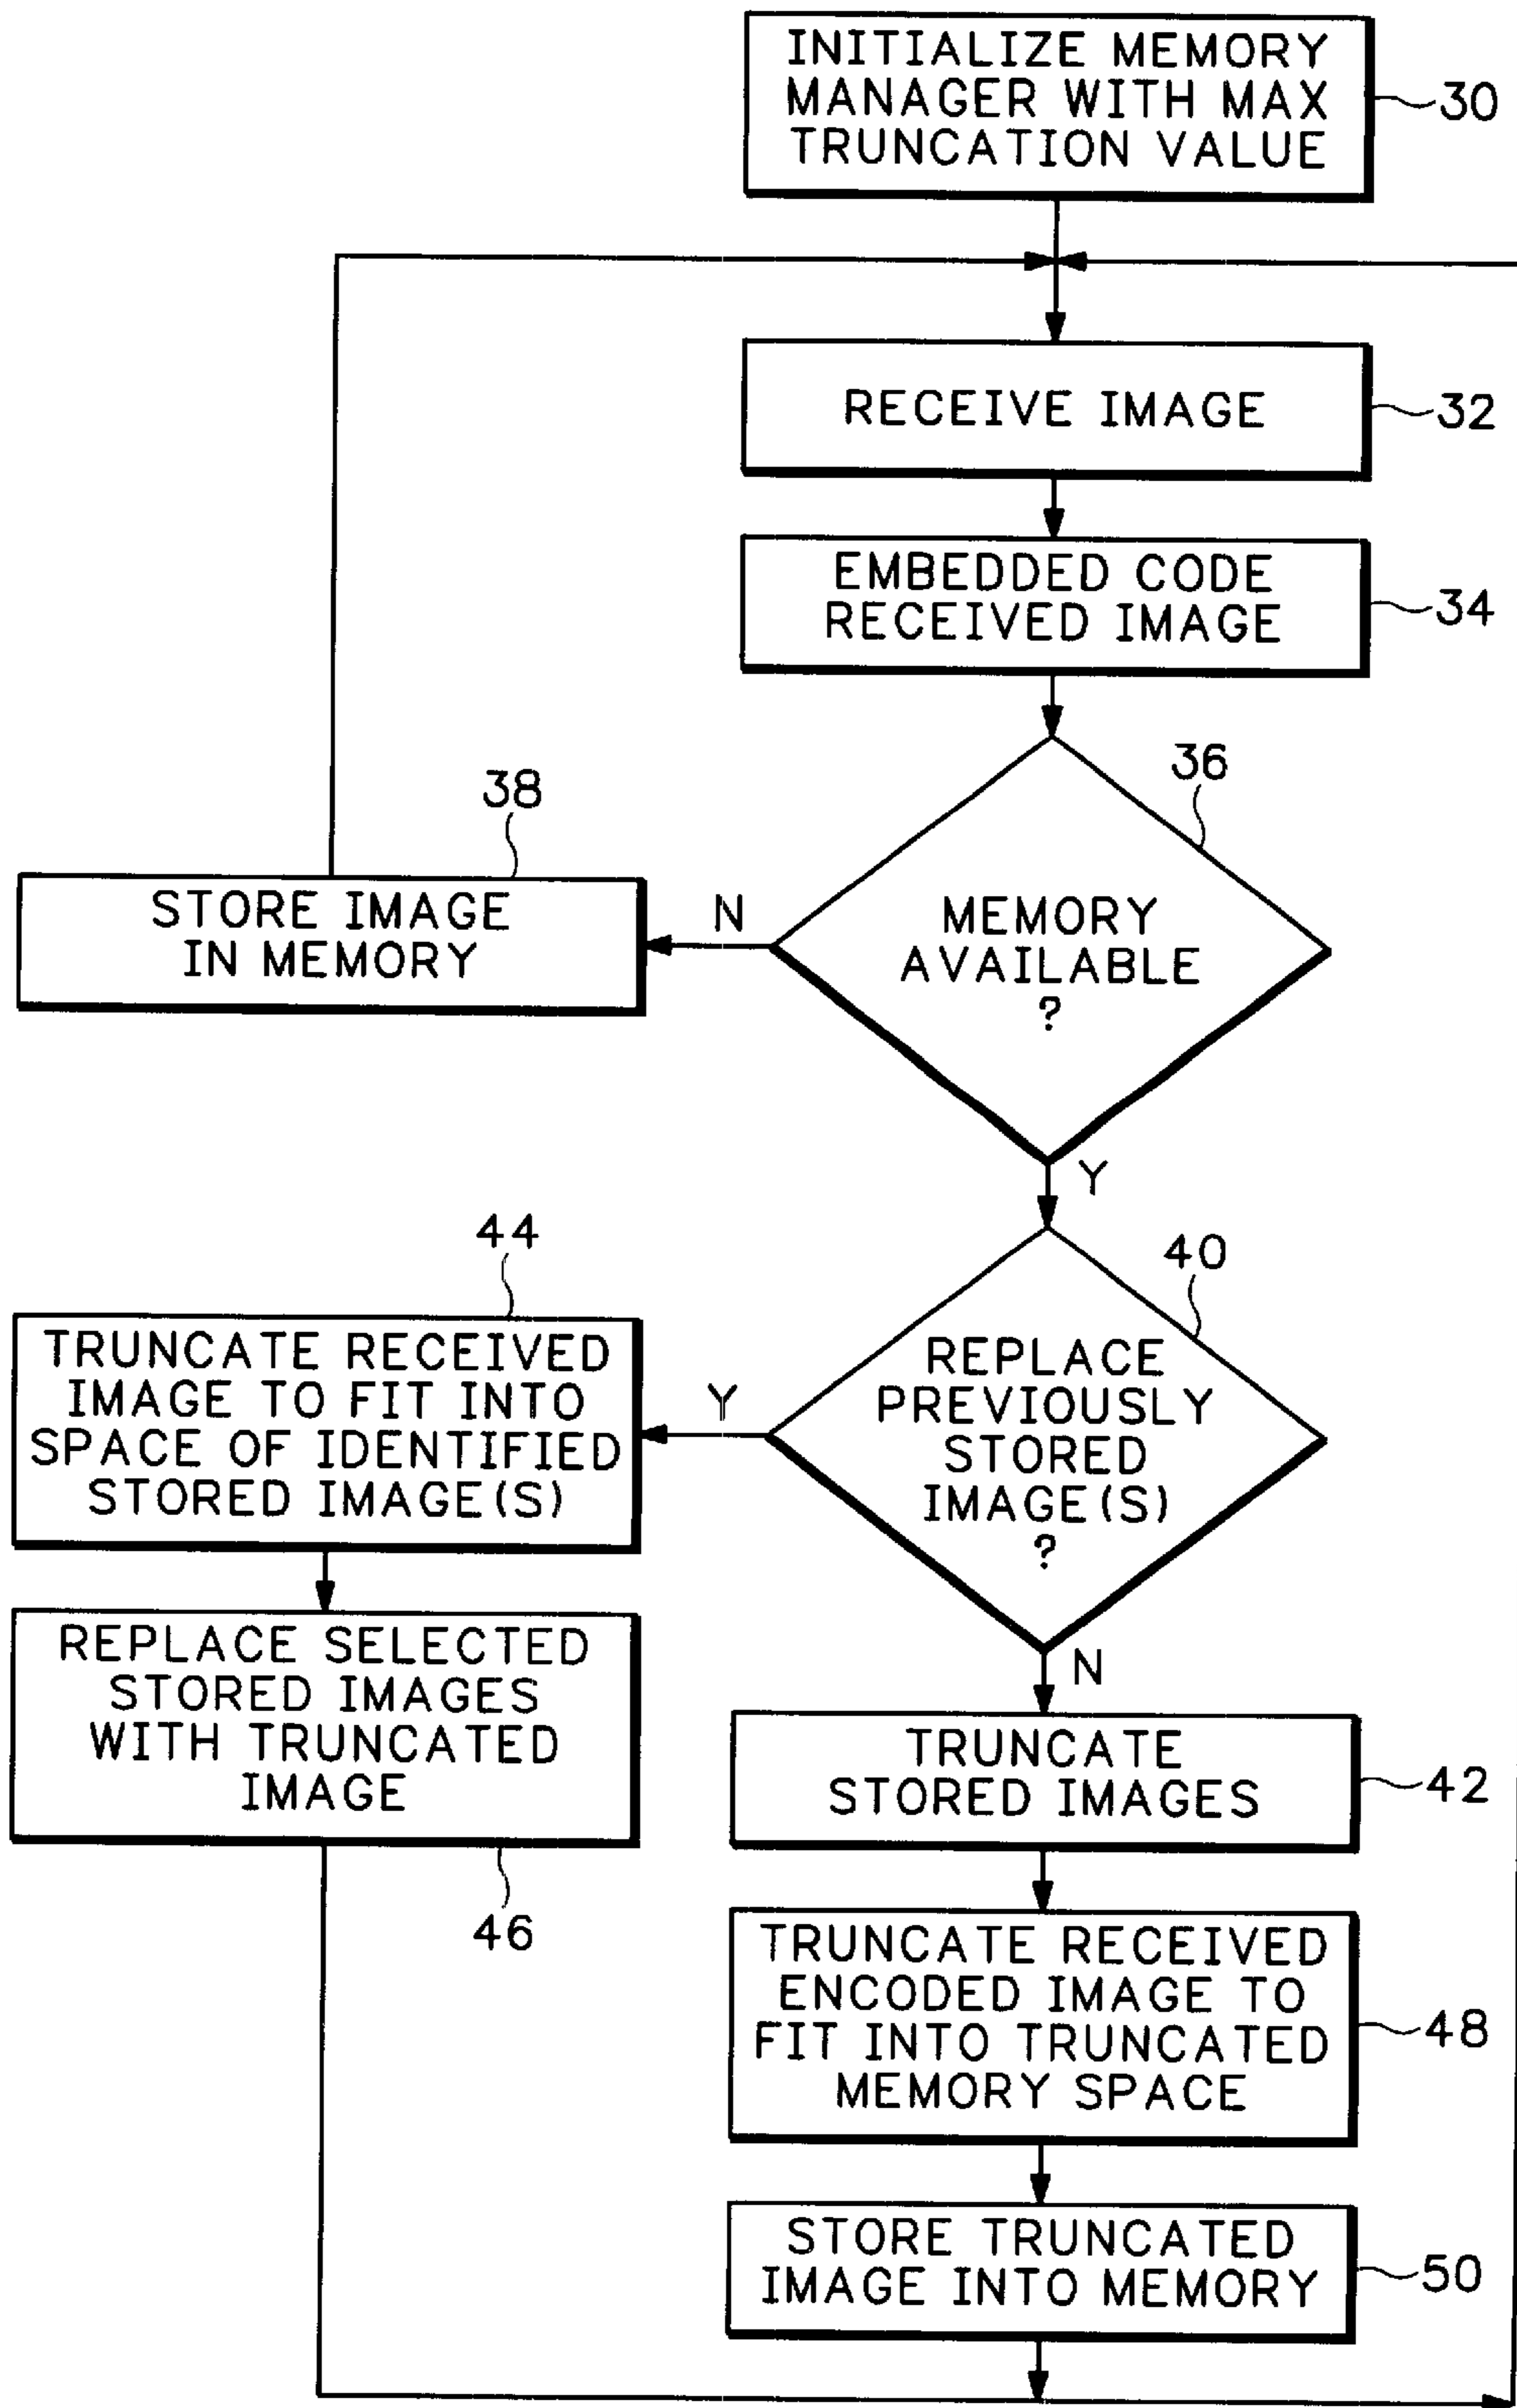 INITIALIZE MEMORY
MANAGER WITH MAX
TRUNCATION VALUE
30
RECEIVE IMAGE
32
EMBEDDED CODE
RECEIVED IMAGE
34
36
MEMORY
AVAILABLE
?
N
Y
38
STORE IMAGE
IN MEMORY
40
REPLACE
PREVIOUSLY
STORED
IMAGE(S)
?
Y
N
44
TRUNCATE RECEIVED
IMAGE TO FIT INTO
SPACE OF IDENTIFIED
STORED IMAGE(S)
REPLACE SELECTED
STORED IMAGES
WITH TRUNCATED
IMAGE
46
TRUNCATE
STORED IMAGES
42
TRUNCATE RECEIVED
ENCODED IMAGE TO
FIT INTO TRUNCATED
MEMORY SPACE
48
STORE TRUNCATED
IMAGE INTO MEMORY
50